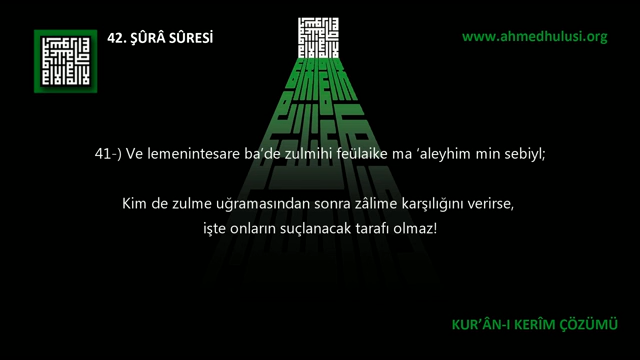 42. ŞÛRÂ SÛRESİ
www.ahmedhulusi.org
41-) Ve lemenintesare ba’de zulmihi feülaike ma ‘aleyhim min sebiyl;
Kim de zulme uğramasından sonra zâlime karşılığını verirse,
işte onların suçlanacak tarafı olmaz!
KUR’ÂN-I KERÎM ÇÖZÜMÜ